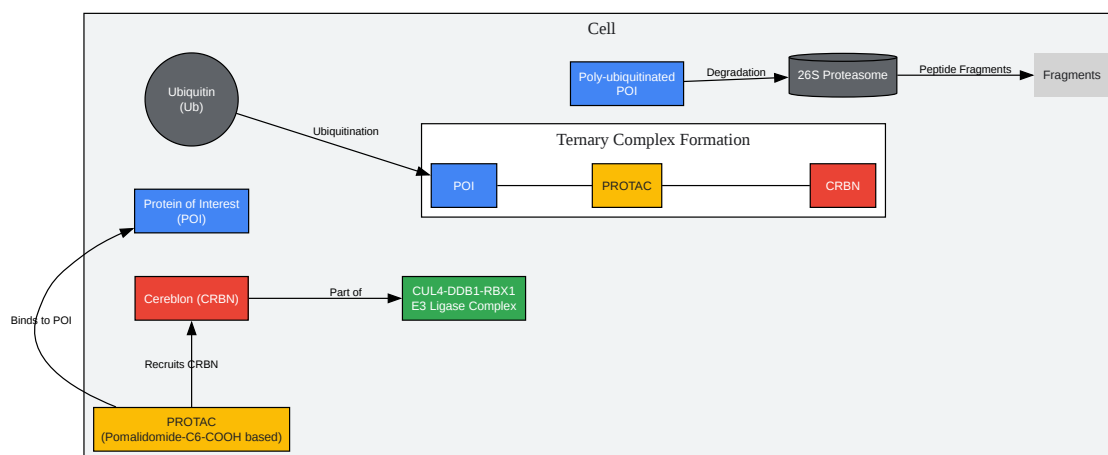 Cell
Ubiquitin
(Ub)
Poly-ubiquitinated
POI
Degradation
26S Proteasome
Peptide Fragments
Fragments
Ubiquitination
Ternary Complex Formation
POI
PROTAC
CRBN
Protein of Interest
(POI)
Binds to POI
Cereblon (CRBN)
Part of
CUL4-DDB1-RBX1
E3 Ligase Complex
Recruits CRBN
PROTAC
(Pomalidomide-C6-COOH based)